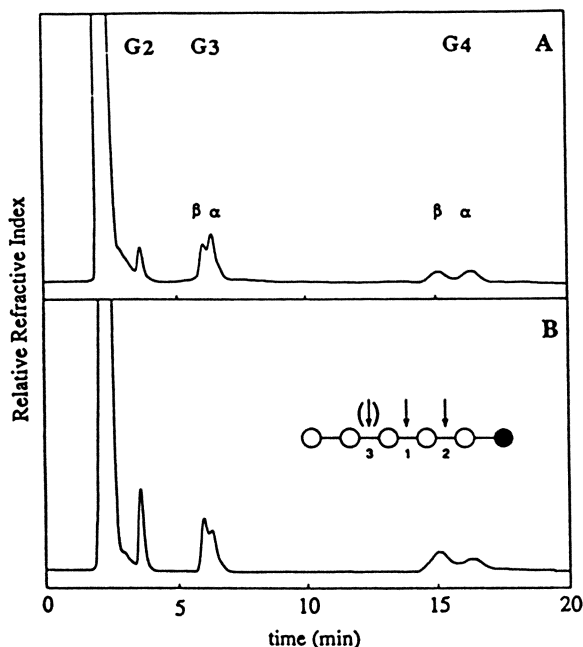 G2 G3 G4 A
β α β α
B
(↓) ↓ ↓
3 1 2
0 5 10 15 20
time (min)
Relative Refractive Index